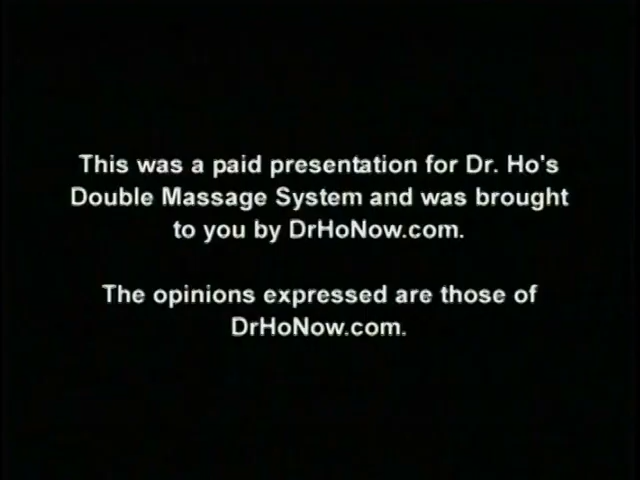 This was a paid presentation for Dr. Ho's
Double Massage System and was brought
to you by DrHoNow.com.
The opinions expressed are those of
DrHoNow.com.